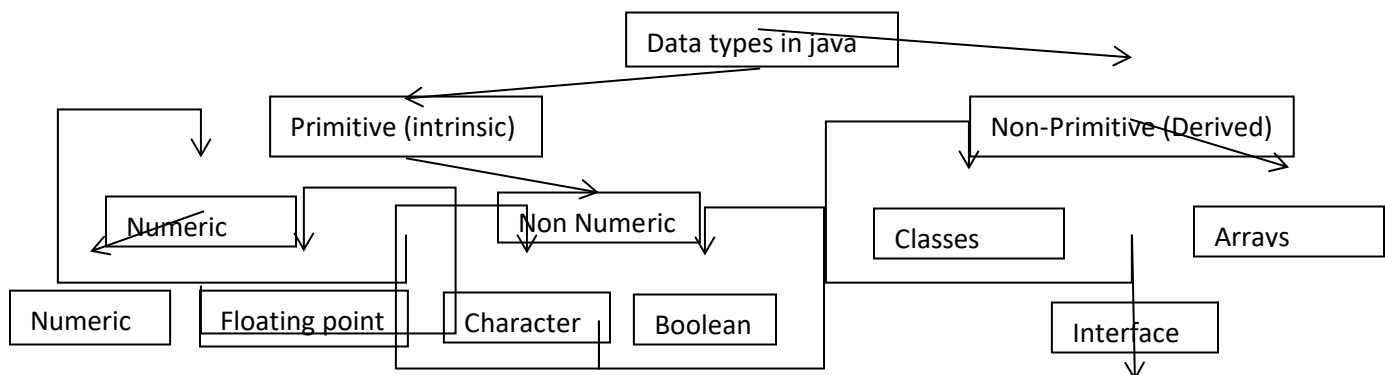 Data types in java
Primitive (intrinsic)
Non-Primitive (Derived)
Numeric
Non Numeric
Classes
Arrays
Numeric
Floating point
Character
Boolean
Interface